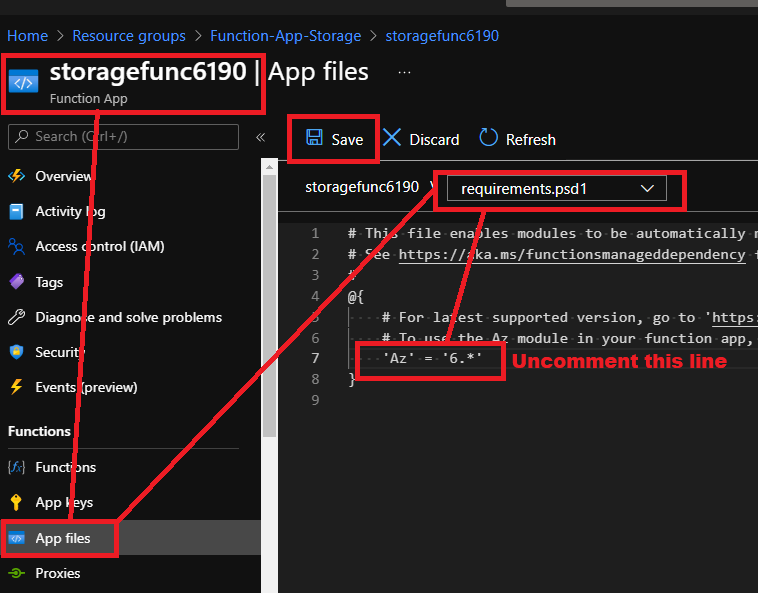 Home > Resource groups > Function-App-Storage > storagefunc6190
storagefunc6190 | App files ...
Function App
Search (Ctrl+/)
«
Save
Discard
Refresh
storagefunc6190
requirements.psd1
Overview
Activity log
Access control (IAM)
Tags
Diagnose and solve problems
Security
Events (preview)
Functions
Functions
App keys
App files
Proxies
1 # This file enables modules to be automatically
2 # See https://aka.ms/functionsmanageddependency
3 #
4 @{
5 # For latest supported version, go to 'https:
6 # To use the Az module in your function app,
7 'Az' = '6.*'
Uncomment this line
8 }
9